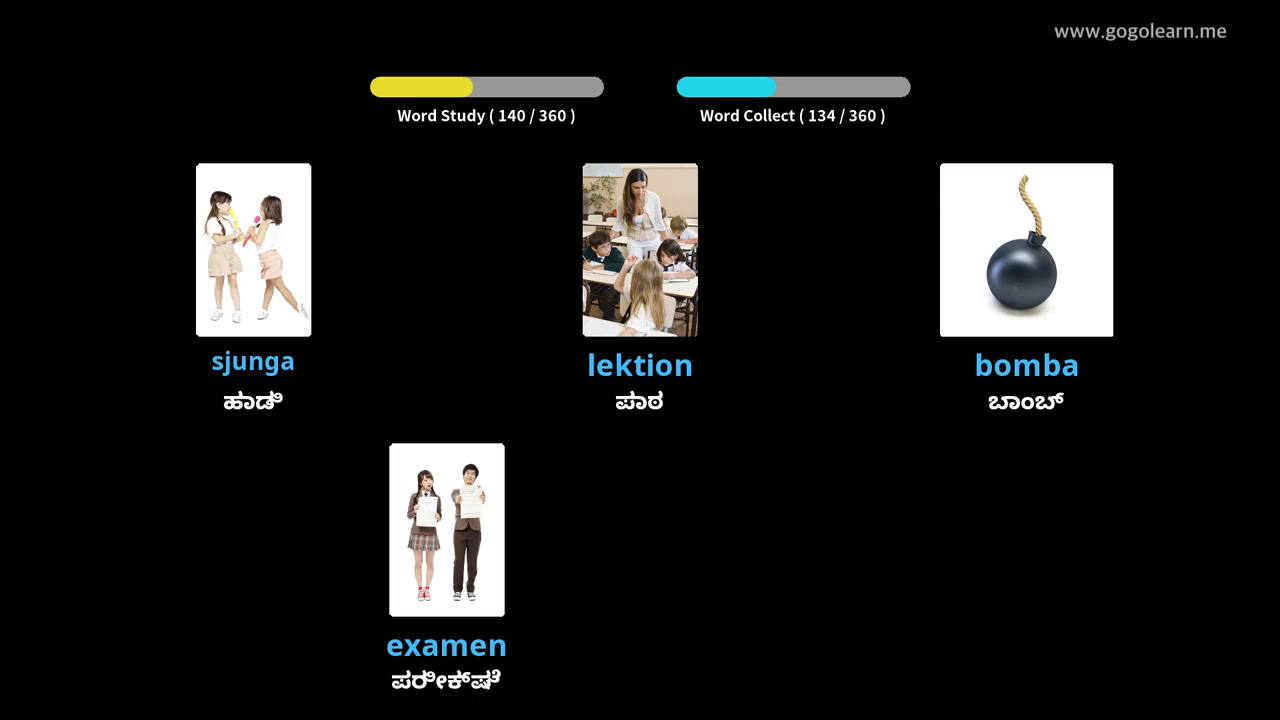 www.gogolearn.me
Word Study ( 140 / 360 )
Word Collect ( 134 / 360 )
sjunga
ಹಾಡಿ
lektion
ಪಾಠ
bomba
ಬಾಂಬ್
examen
ಪರೀಕ್ಷೆ